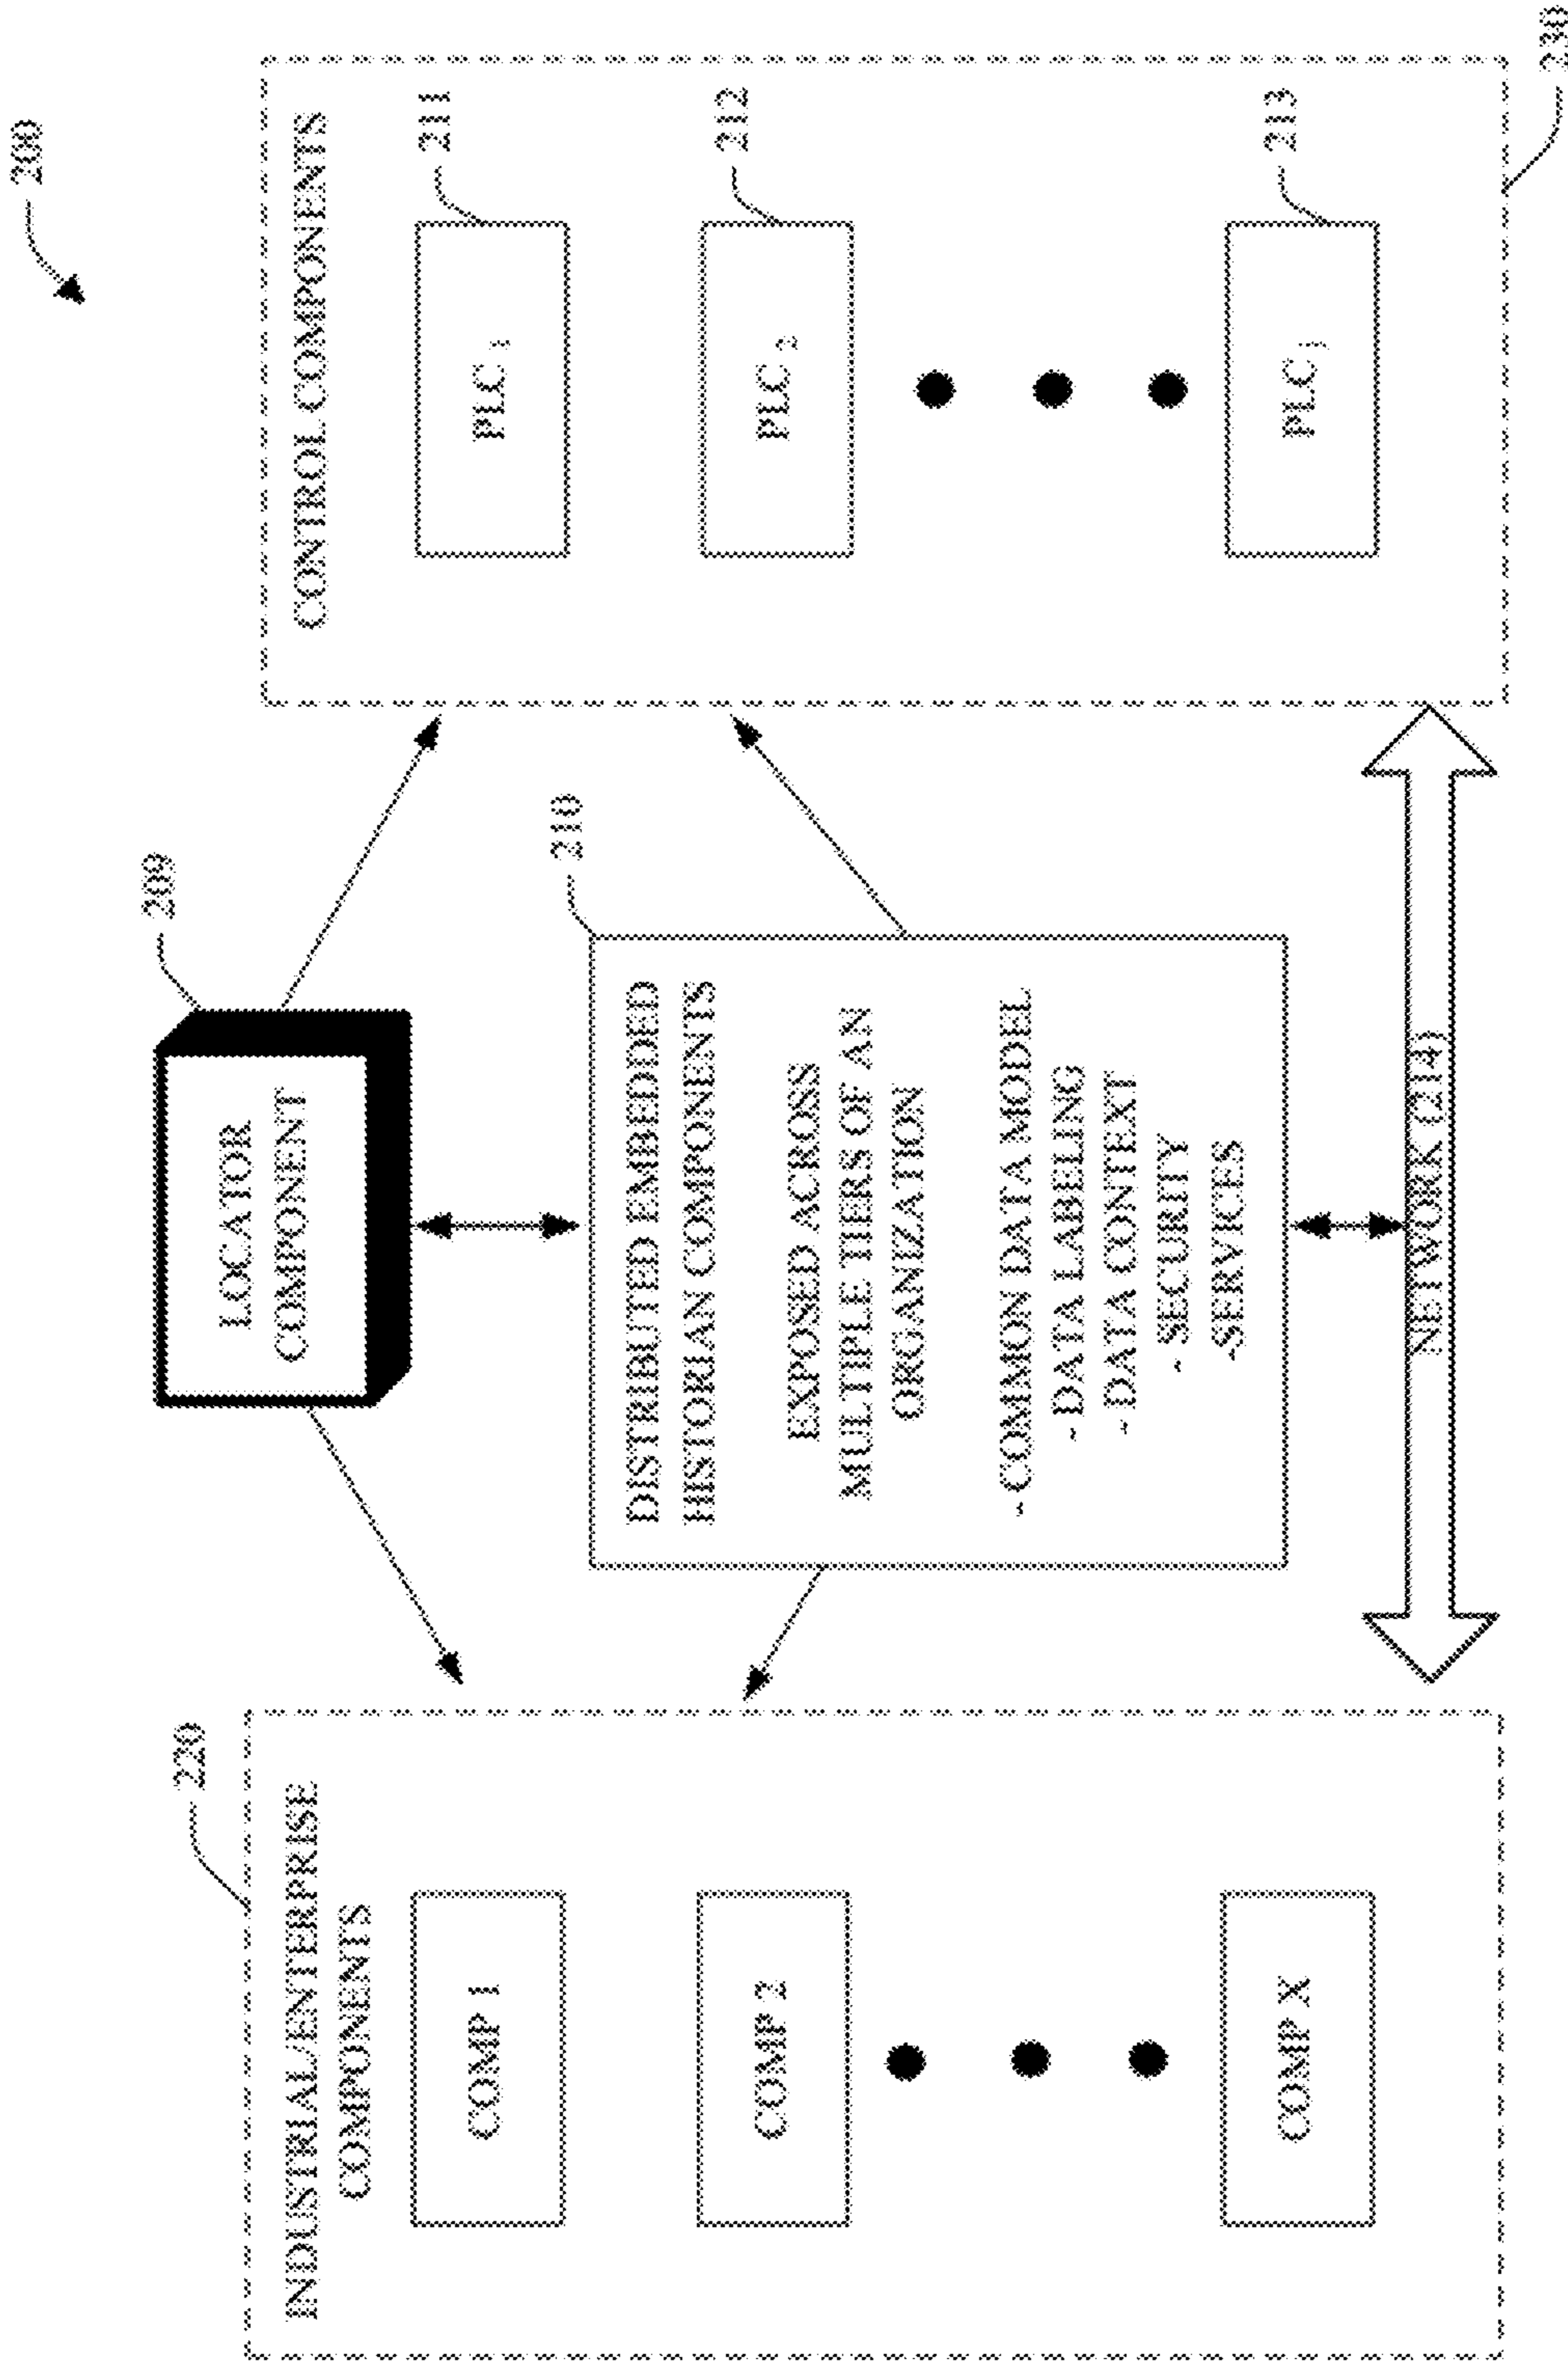 200
209
LOCATOR
COMPONENT
220
INDUSTRIAL/ENTERPRISE
COMPONENTS
COMP 1
COMP 2
COMP X
210
DISTRIBUTED EMBEDDED
HISTORIAN COMPONENTS
EXPOSED ACROSS
MULTIPLE TIERS OF AN
ORGANIZATION
- COMMON DATA MODEL
- DATA LABELING
- DATA CONTEXT
- SECURITY
-SERVICES
CONTROL COMPONENTS
211
PLC 1
212
PLC 2
213
PLC
230
NETWORK (214)